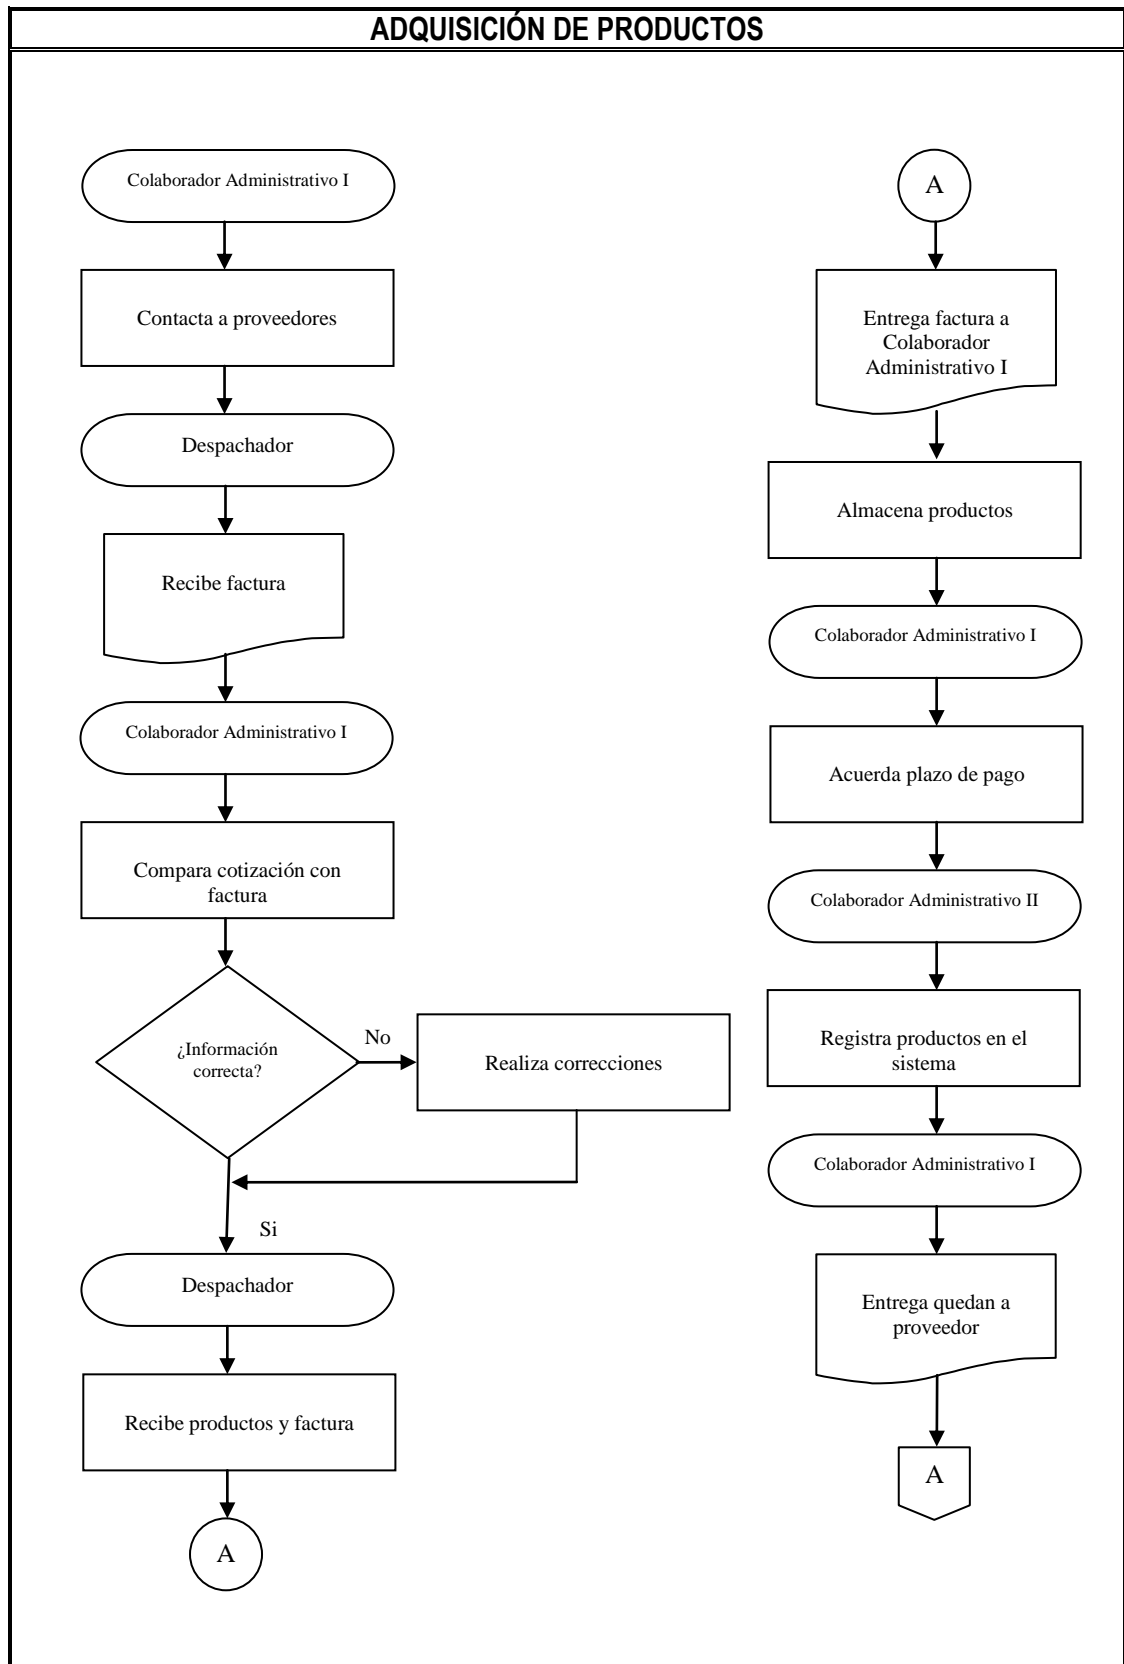 ADQUISICIÓN DE PRODUCTOS
Colaborador Administrativo I
Contacta a proveedores
Despachador
Recibe factura
Colaborador Administrativo I
Compara cotización con
factura
¿Información
correcta?
No
Realiza correcciones
Si
Despachador
Recibe productos y factura
A
A
Entrega factura a
Colaborador
Administrativo I
Almacena productos
Colaborador Administrativo I
Acuerda plazo de pago
Colaborador Administrativo II
Registra productos en el
sistema
Colaborador Administrativo I
Entrega quedan a
proveedor
A